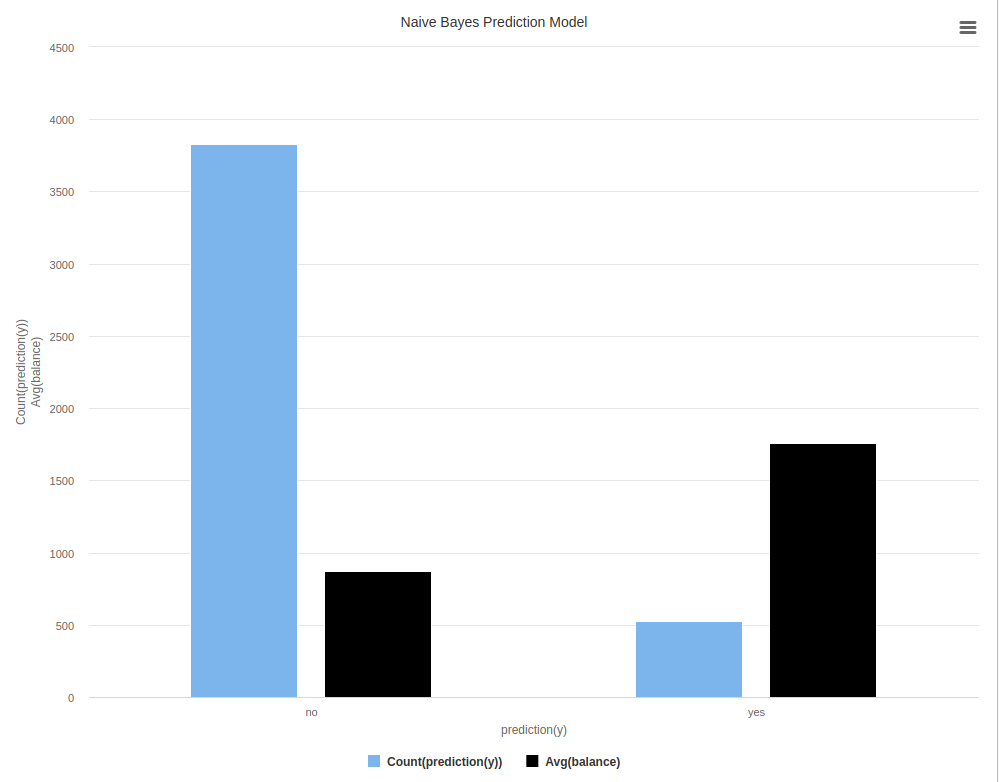 Naive Bayes Prediction Model
4500
4000
3500
3000
2500
2000
1500
1000
500
0
Count(prediction(y))
Avg(balance)
no
yes
prediction(y)
Count(prediction(y)) Avg(balance)